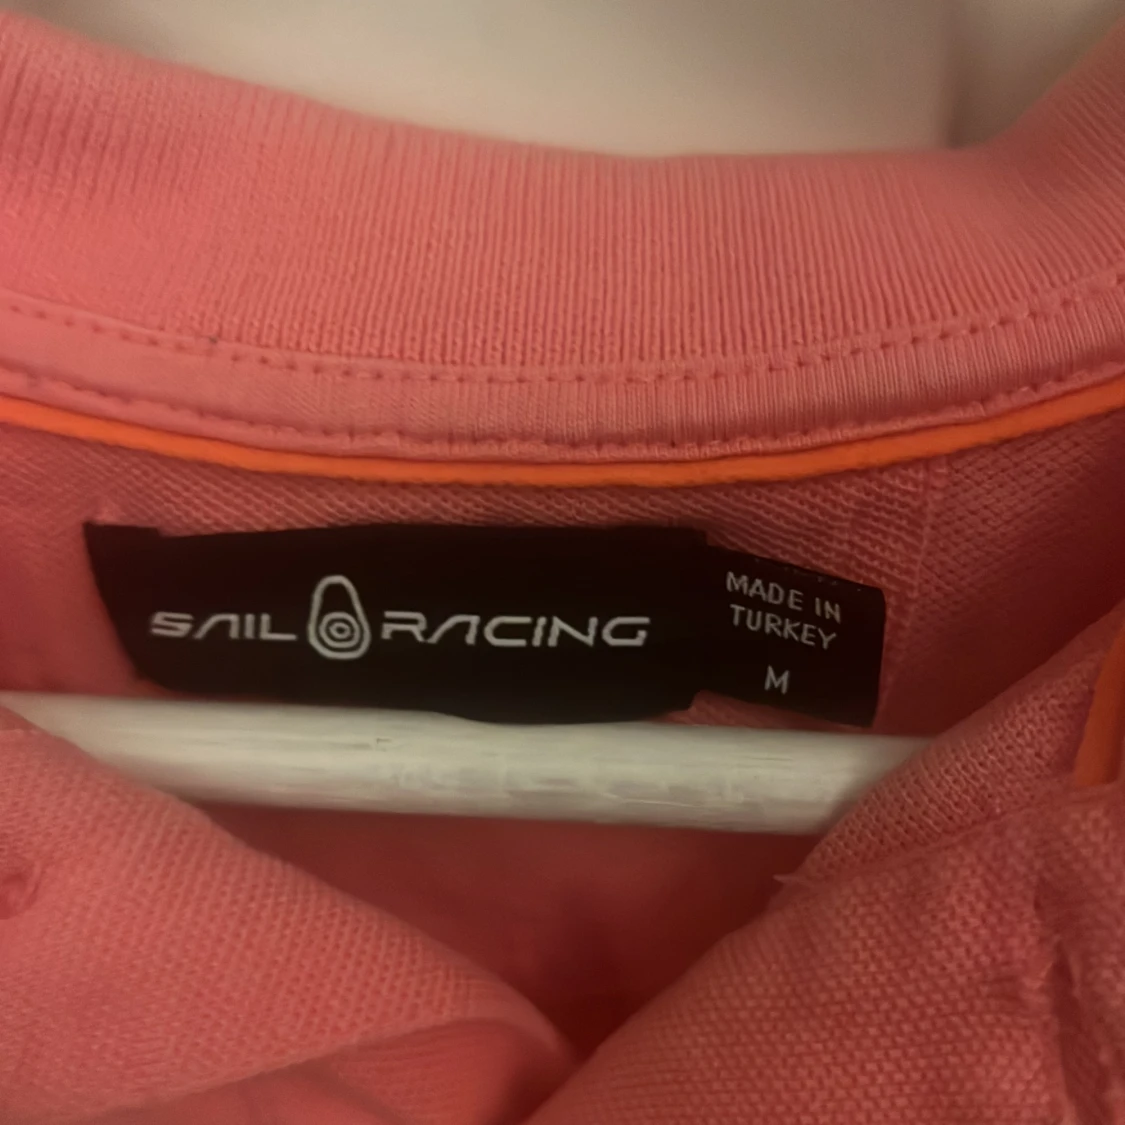 SAIL RACING
MADE IN
TURKEY
M